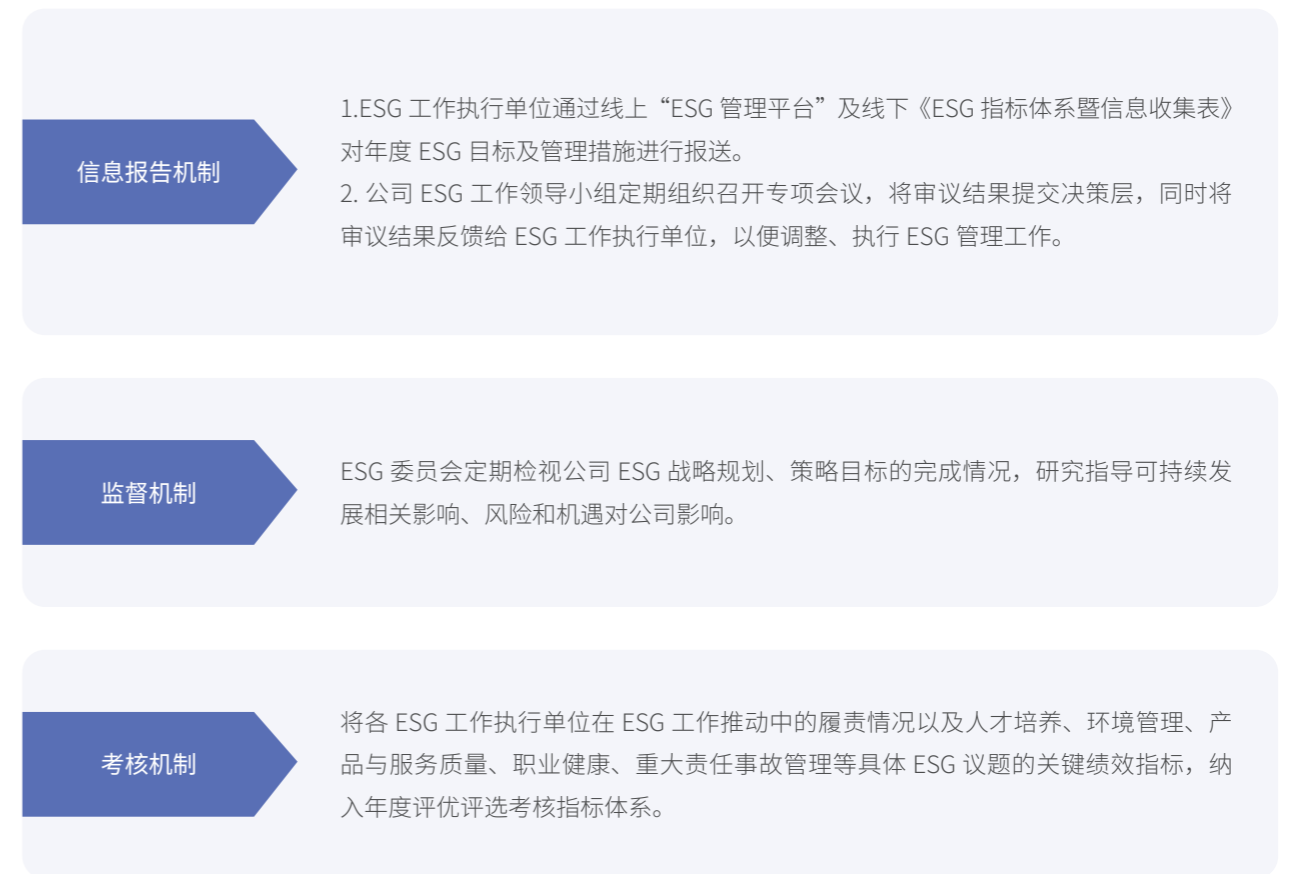 信息报告机制
1.ESG 工作执行单位通过线上“ESG 管理平台”及线下《ESG 指标体系暨信息收集表》
对年度 ESG 目标及管理措施进行报送。
2. 公司 ESG 工作领导小组定期组织召开专项会议，将审议结果提交决策层，同时将
审议结果反馈给 ESG 工作执行单位，以便调整、执行 ESG 管理工作。
监督机制
ESG 委员会定期检视公司 ESG 战略规划、策略目标的完成情况，研究指导可持续发
展相关影响、风险和机遇对公司影响。
考核机制
将各 ESG 工作执行单位在 ESG 工作推动中的履责情况以及人才培养、环境管理、产
品与服务质量、职业健康、重大责任事故管理等具体 ESG 议题的关键绩效指标，纳
入年度评优评选考核指标体系。